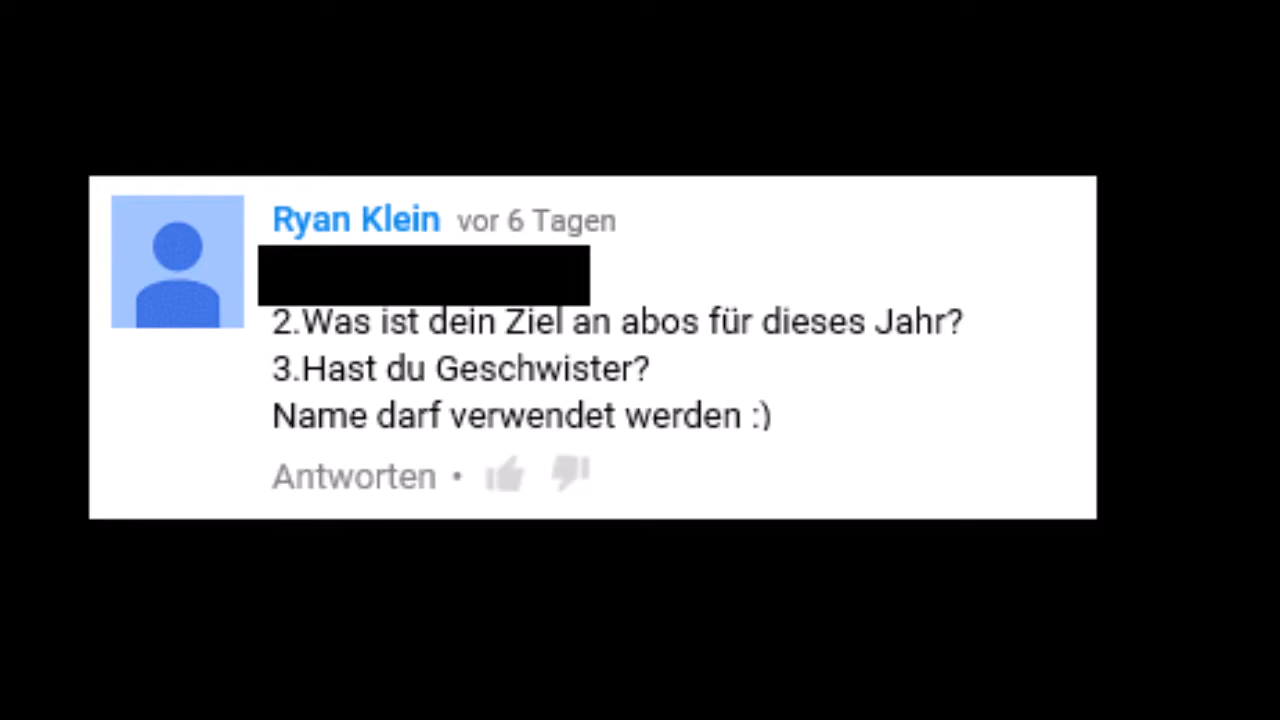 Ryan Klein vor 6 Tagen
2.Was ist dein Ziel an abos für dieses Jahr?
3.Hast du Geschwister?
Name darf verwendet werden :)
Antworten •